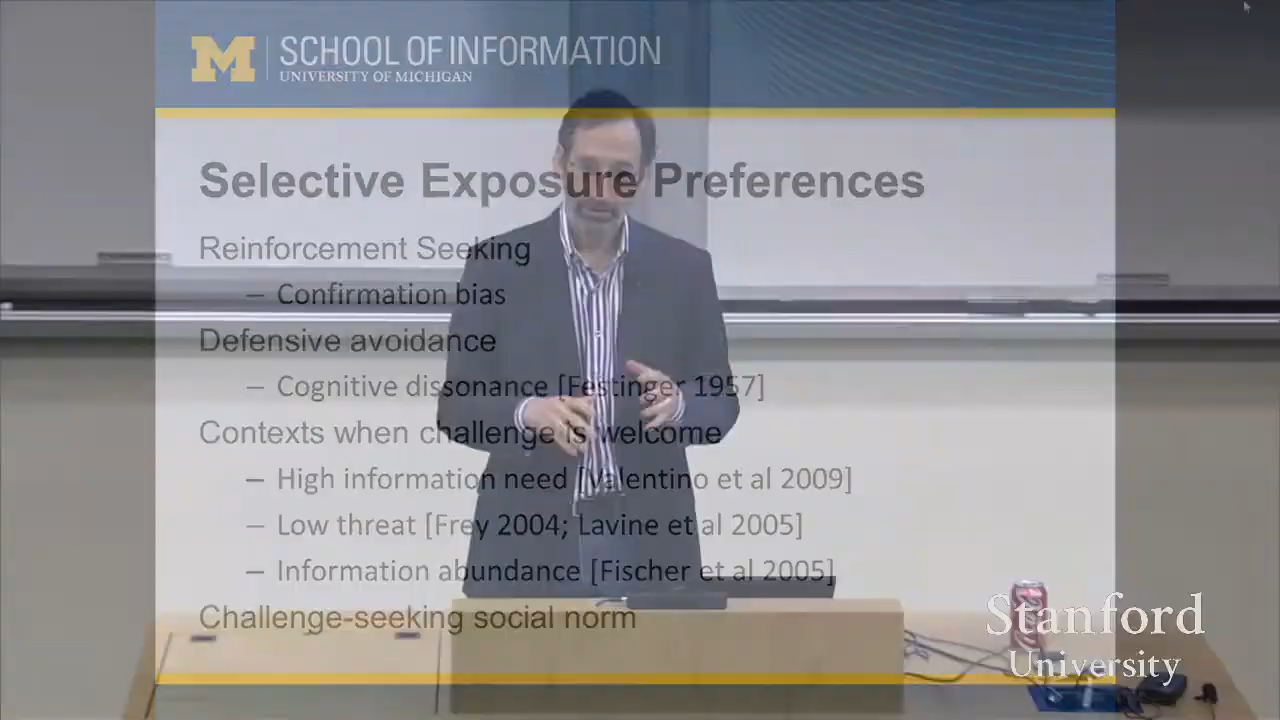 M SCHOOL OF INFORMATION
UNIVERSITY OF MICHIGAN
Selective Exposure Preferences
Reinforcement Seeking
– Confirmation bias
Defensive avoidance
– Cognitive dissonance [Festinger 1957]
Contexts when challenge is welcome
– High information need [Valentino et al 2009]
– Low threat [Frey 2004; Lavine et al 2005]
– Information abundance [Fischer et al 2005]
Challenge-seeking social norm
Stanford
University